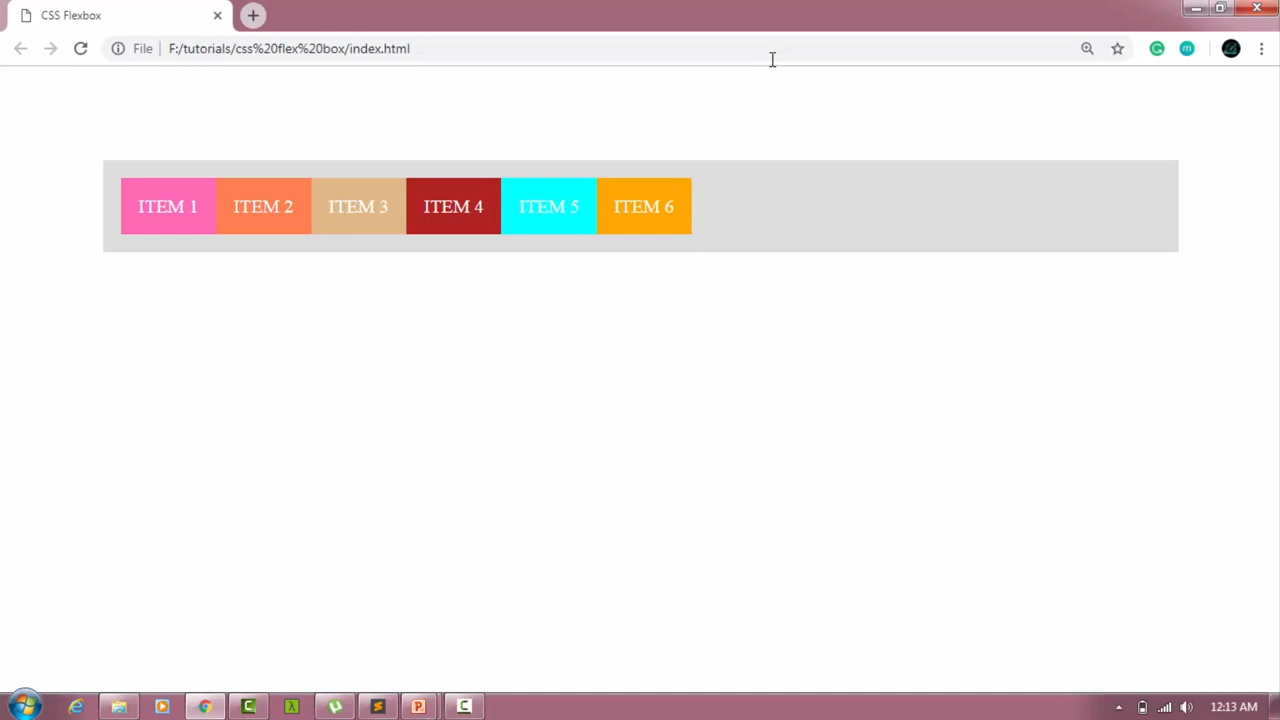 CSS Flexbox
File F:/tutorials/css%20flex%20box/index.html
ITEM 1 ITEM 2 ITEM 3 ITEM 4 ITEM 5 ITEM 6
12:13 AM